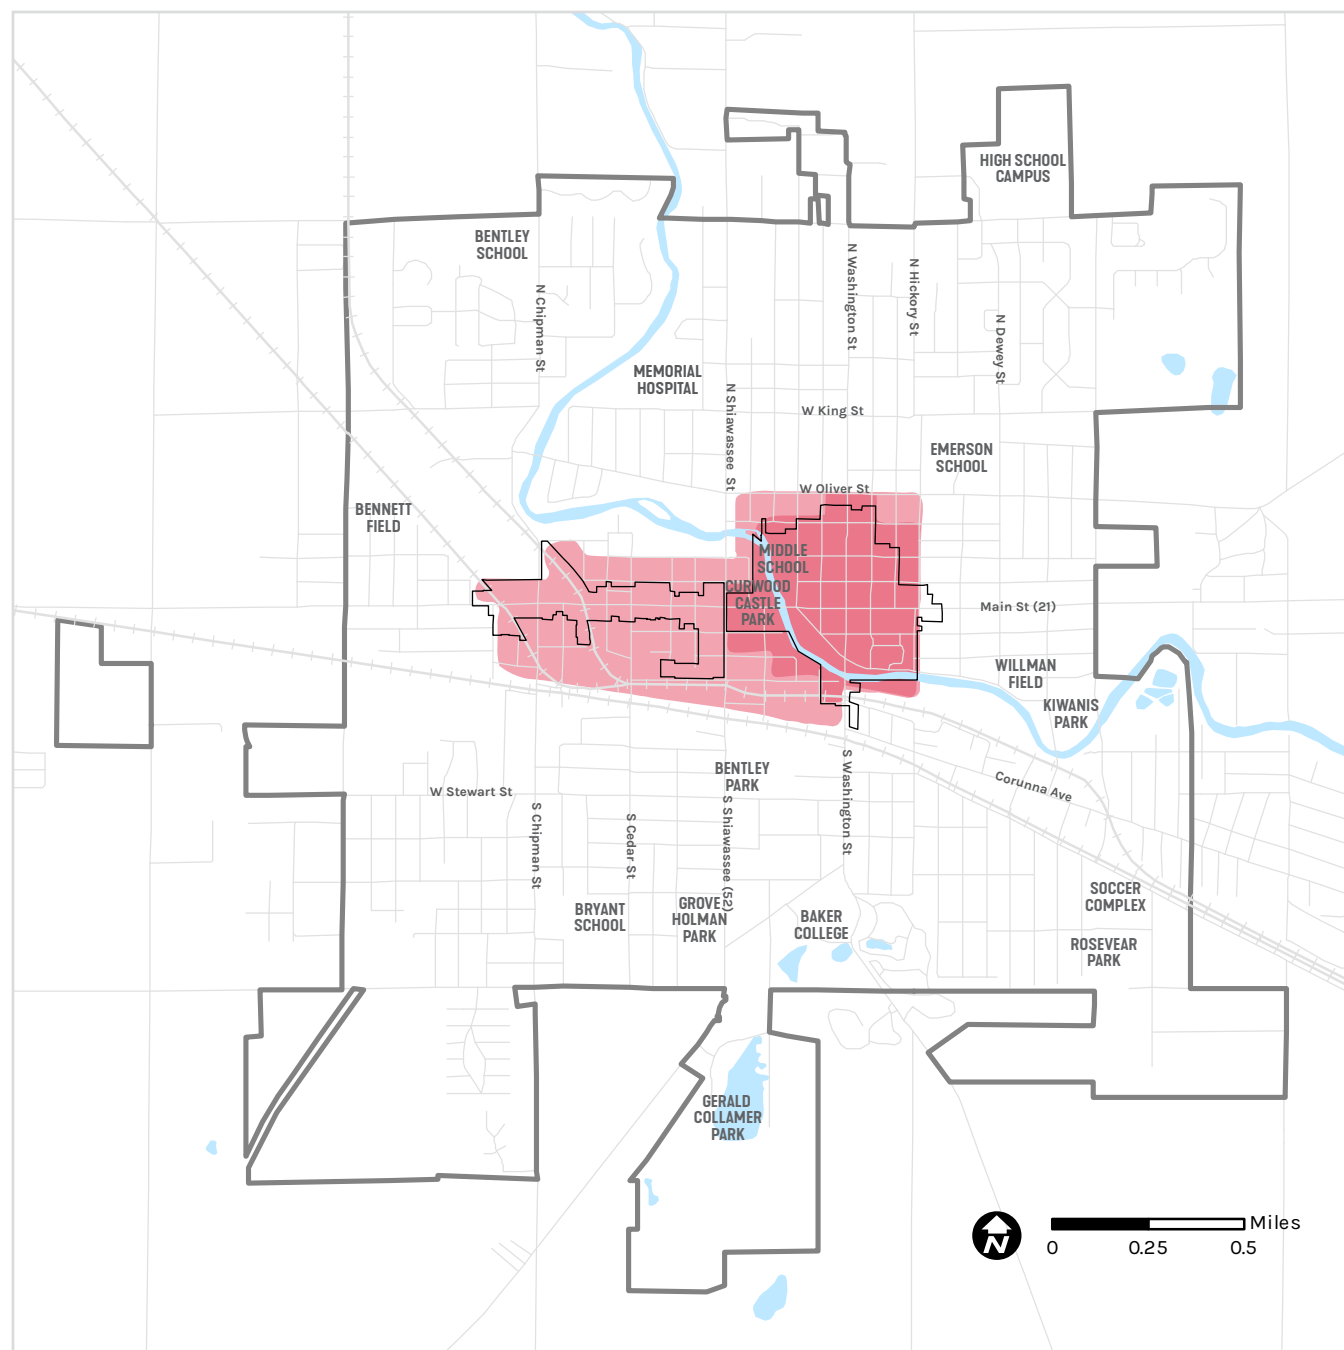 HIGH SCHOOL
CAMPUS
BENTLEY
SCHOOL
N Washington St
N Hickory St
N Chipman St
N Dewey St
MEMORIAL
HOSPITAL
N Shiawassee St
W King St
EMERSON
SCHOOL
W Oliver St
BENNETT
FIELD
MIDDLE
SCHOOL
CURWOOD
CASTLE
PARK
Main St (21)
WILLMAN
FIELD
KIWANIS
PARK
BENTLEY
PARK
S Washington St
Corunna Ave
W Stewart St
S Chipman St
S Cedar St
S Shiawassee (52)
SOCCER
COMPLEX
BRYANT
SCHOOL
GROVE
HOLMAN
PARK
BAKER
COLLEGE
ROSEVEAR
PARK
GERALD
COLLAMER
PARK
N
Miles
0 0.25 0.5